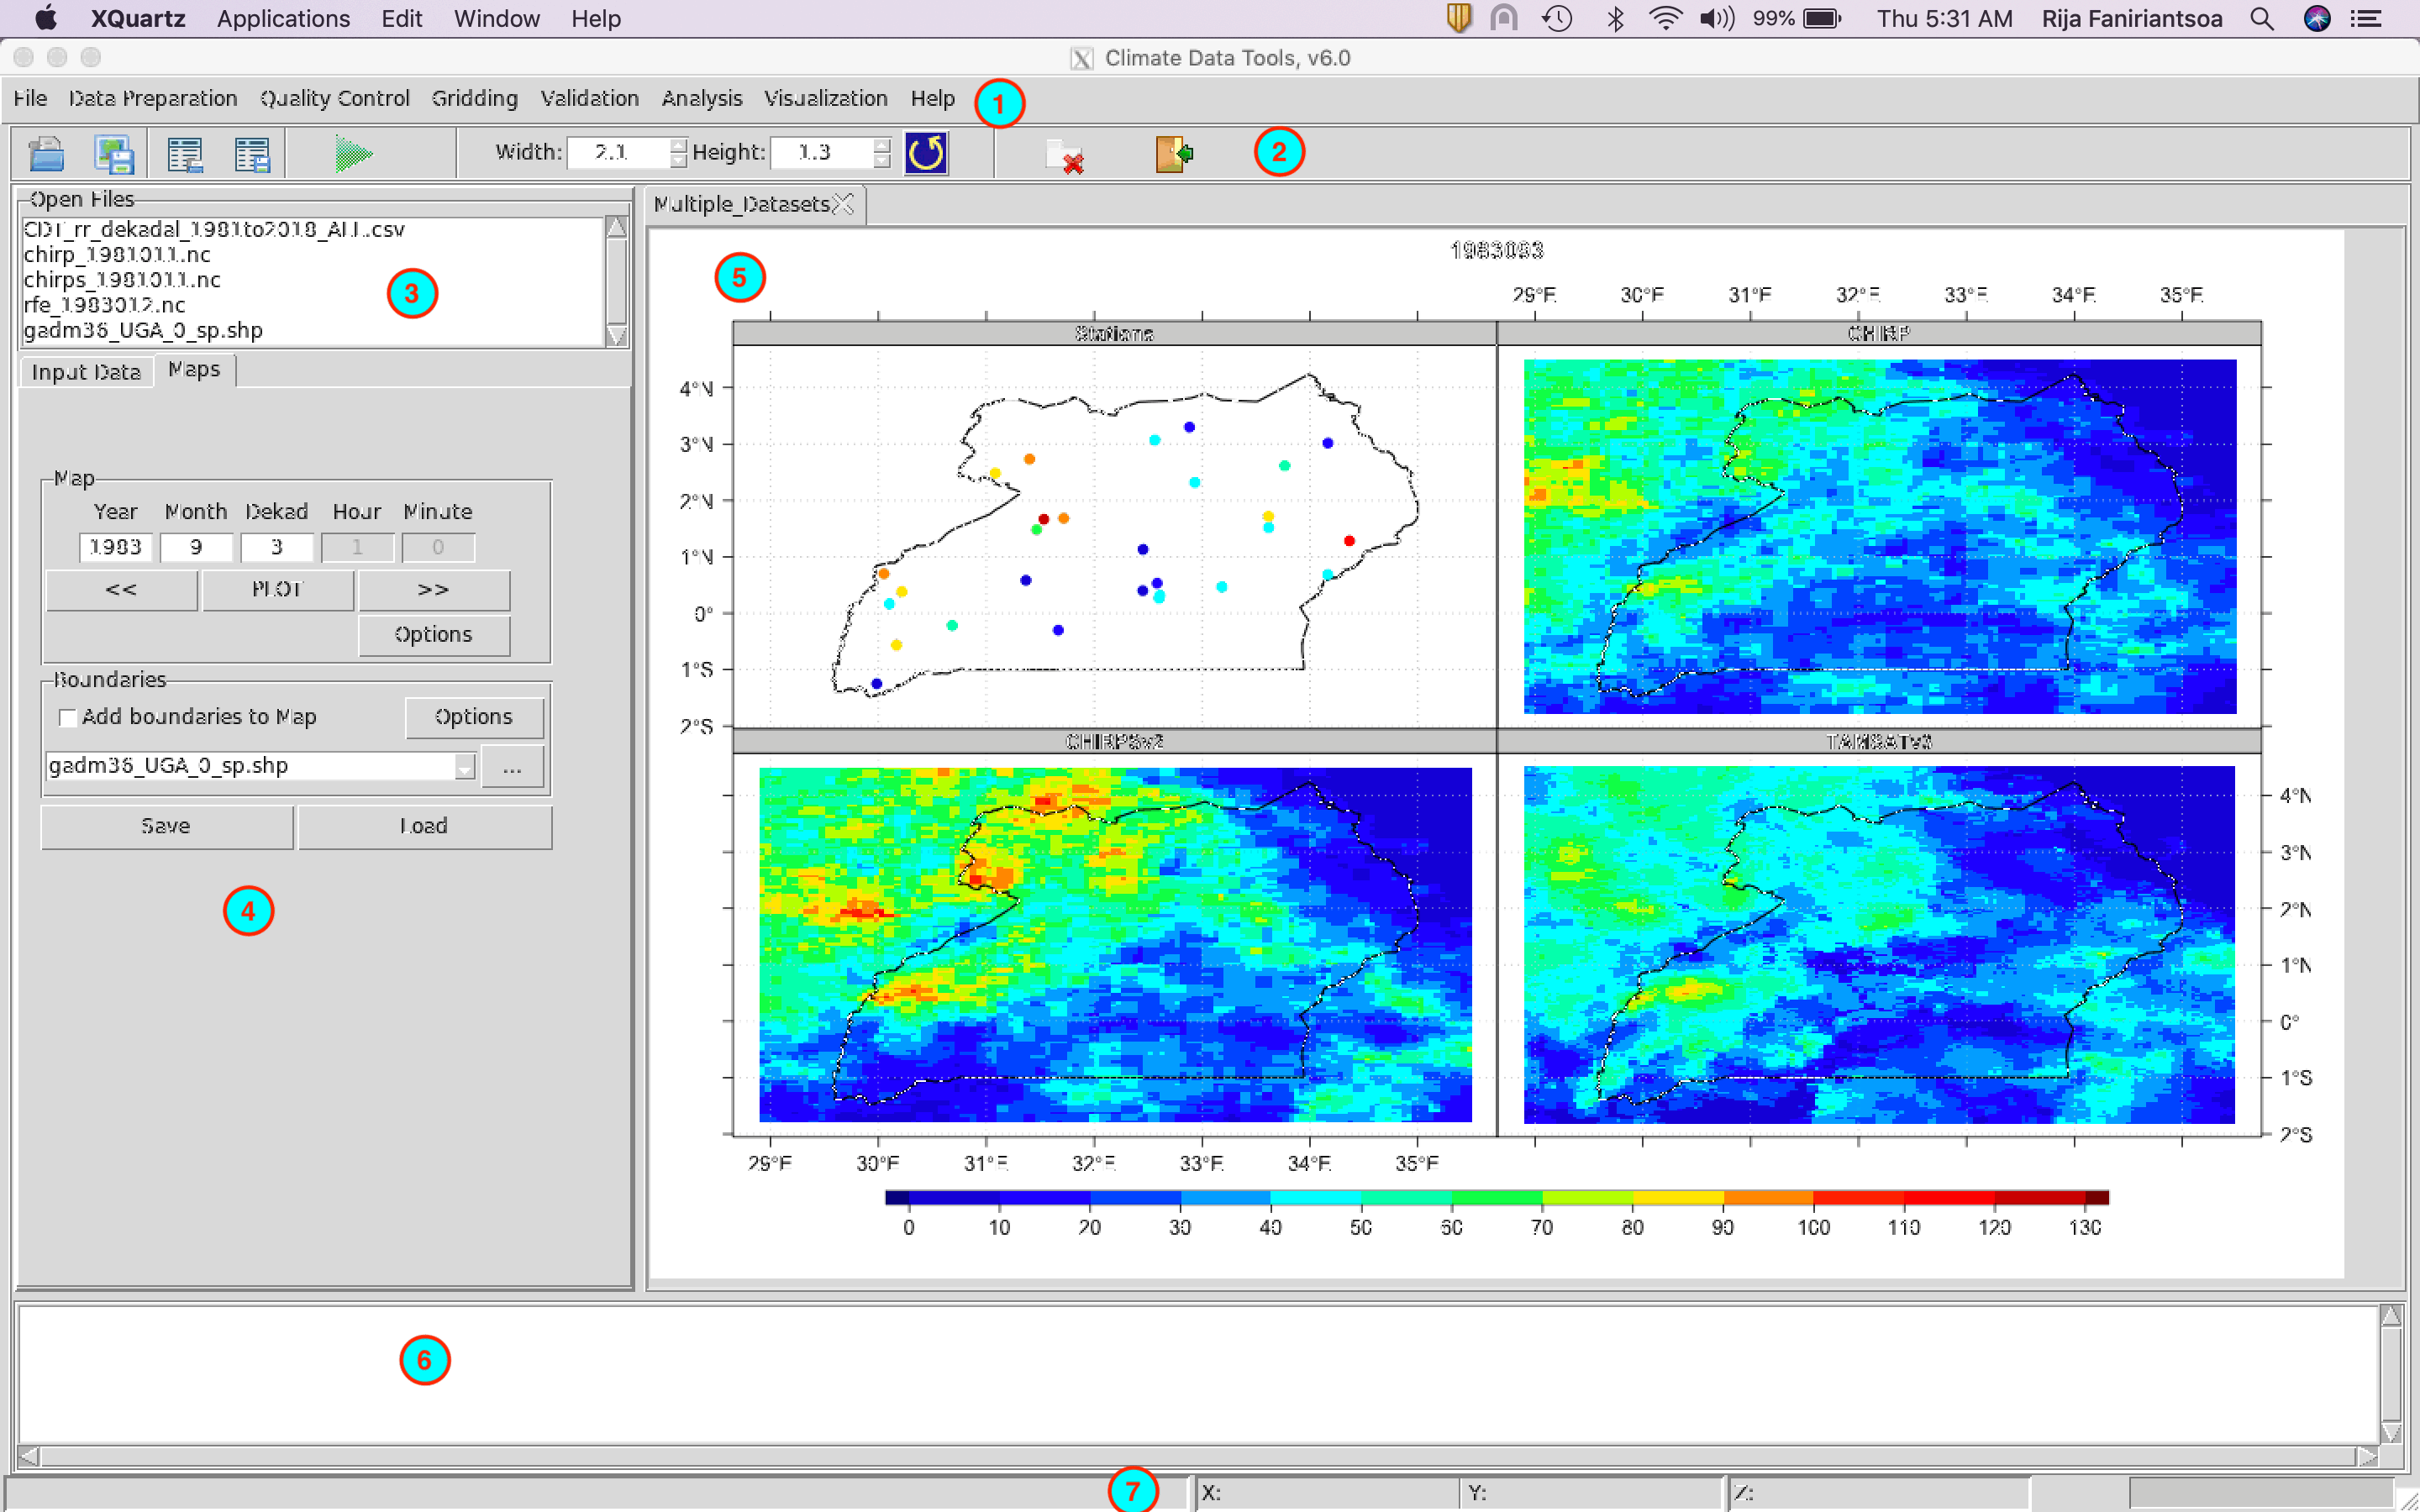 XQuartz Applications Edit Window Help 99% Thu 5:31 AM Rija Faniriantsoa
Climate Data Tools, v6.0
File Data Preparation Quality Control Gridding Validation Analysis Visualization Help 1
Width: 2.1 Height: 1.3 2
Open Files
CDT_rr_dekadal_1981to2018_ALL.csv
chirp_1981011.nc
chirps_1981011.nc
rfe_1983012.nc
gadm36_UGA_0_sp.shp
3
Input Data Maps
Map
Year Month Dekad Hour Minute
1983 9 3 1 0
<< PLOT >>
Options
Boundaries
Add boundaries to Map Options
gadm36_UGA_0_sp.shp ...
Save Load
4
Multiple_Datasets
5
1983093
29°E 30°E 31°E 32°E 33°E 34°E 35°E
Stations CHIRP
4°N
3°N
2°N
1°N
0°
1°S
2°S
CHIRPSv2 TAMSATv3
4°N
3°N
2°N
1°N
0°
1°S
2°S
29°E 30°E 31°E 32°E 33°E 34°E 35°E
0 10 20 30 40 50 60 70 80 90 100 110 120 130
6
7 X: Y: Z: